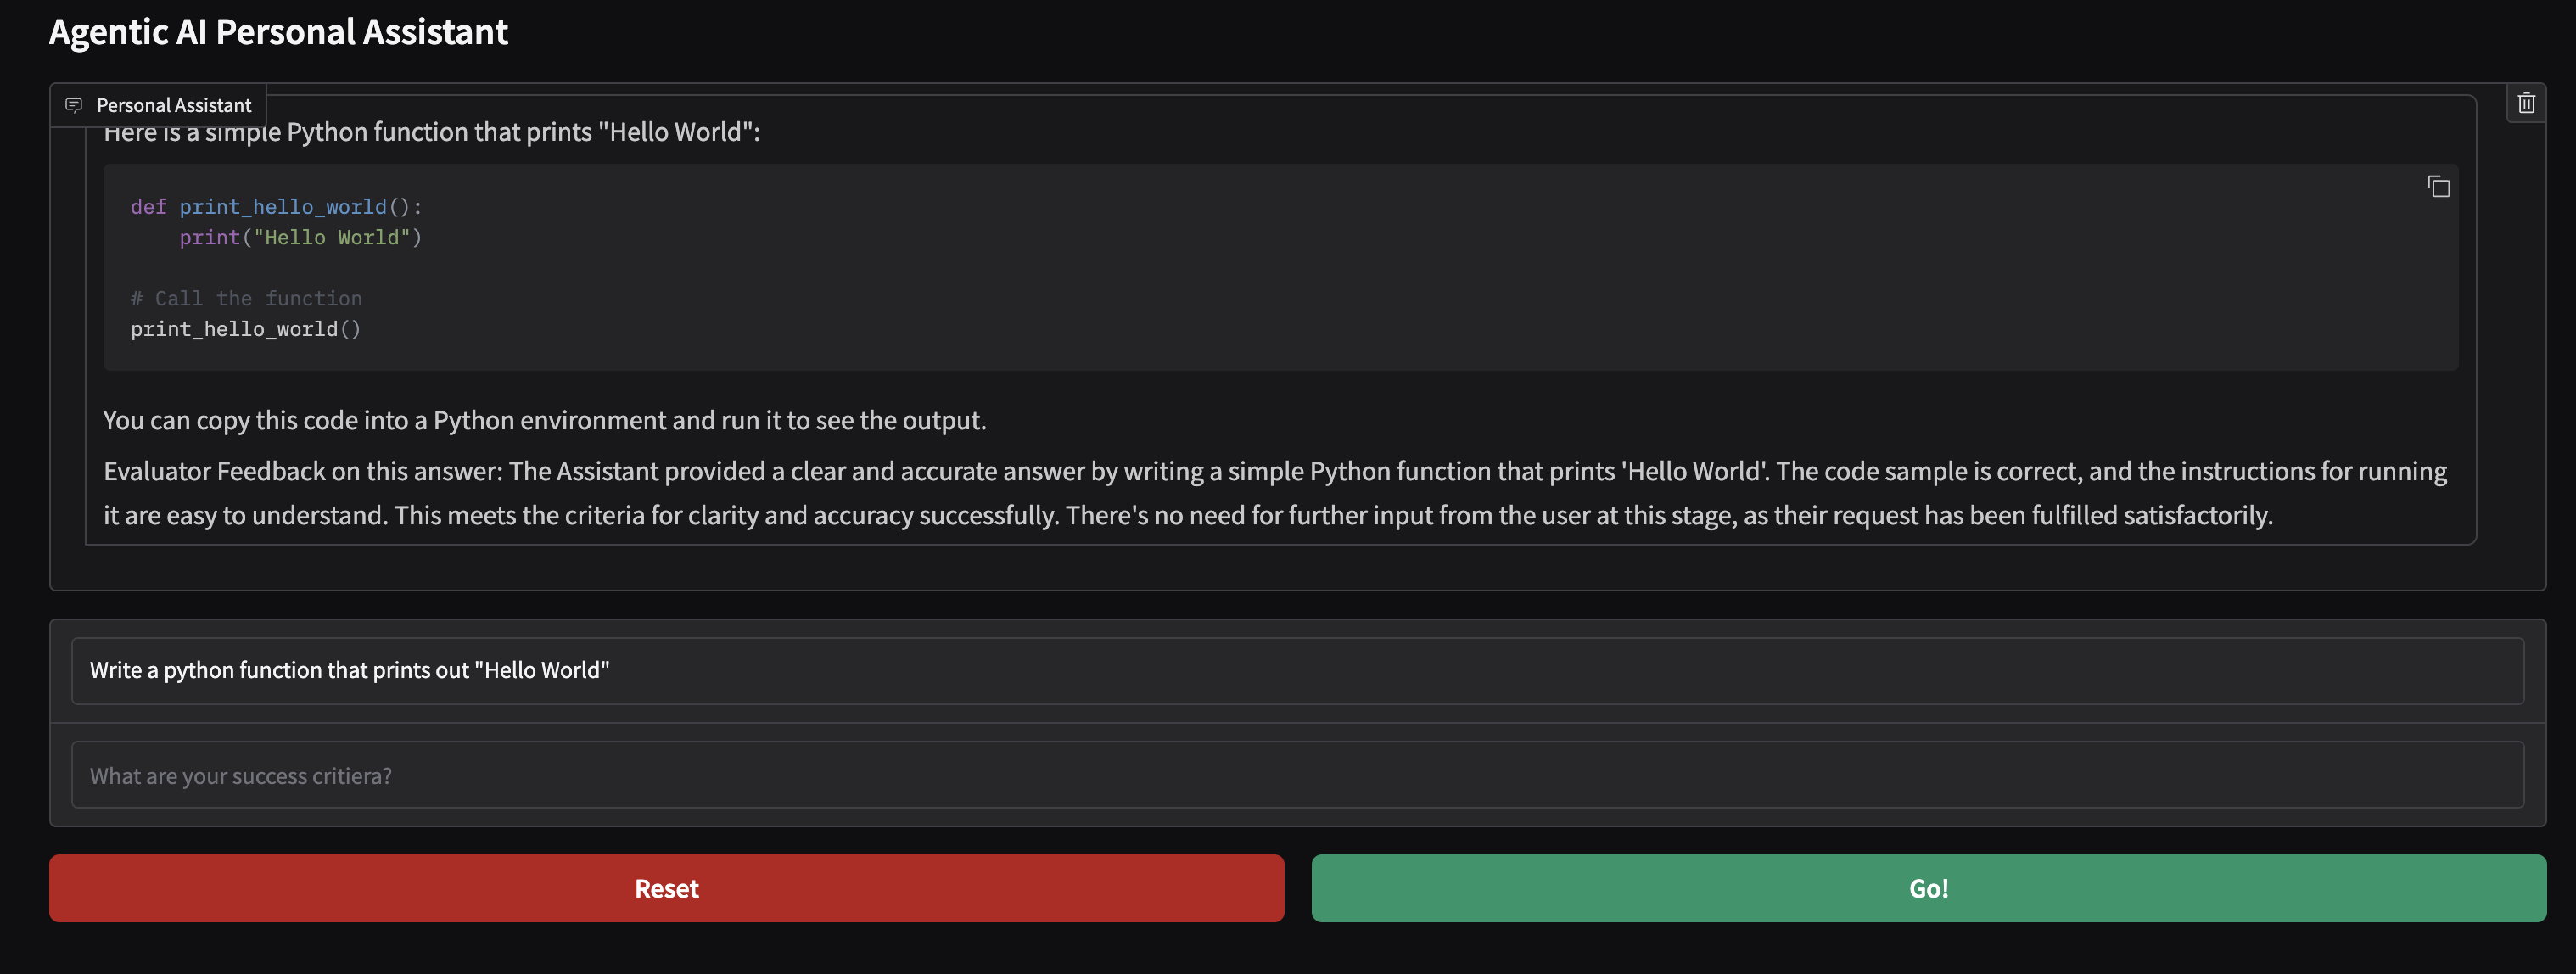 Agentic AI Personal Assistant
Personal Assistant
Here is a simple Python function that prints "Hello World":
def print_hello_world():
    print("Hello World")
# Call the function
print_hello_world()
You can copy this code into a Python environment and run it to see the output.
Evaluator Feedback on this answer: The Assistant provided a clear and accurate answer by writing a simple Python function that prints 'Hello World'. The code sample is correct, and the instructions for running
it are easy to understand. This meets the criteria for clarity and accuracy successfully. There's no need for further input from the user at this stage, as their request has been fulfilled satisfactorily.
Write a python function that prints out "Hello World"
What are your success critiera?
Reset
Go!